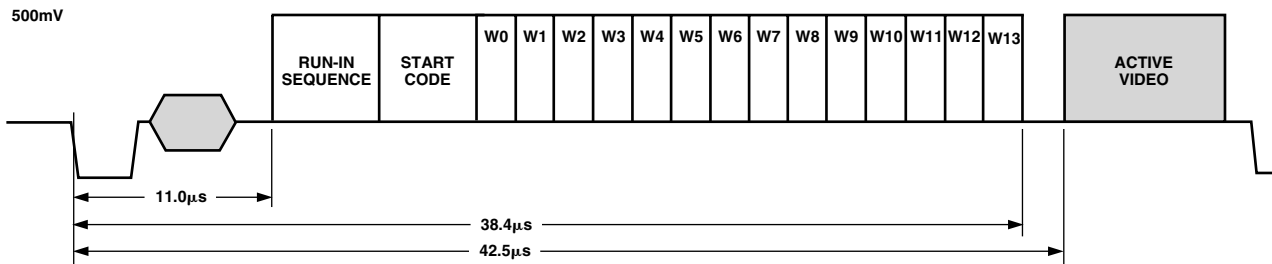 500mV
RUN-IN
SEQUENCE
START
CODE
W0 W1 W2 W3 W4 W5 W6 W7 W8 W9 W10 W11 W12 W13
ACTIVE
VIDEO
11.0μs
38.4μs
42.5μs